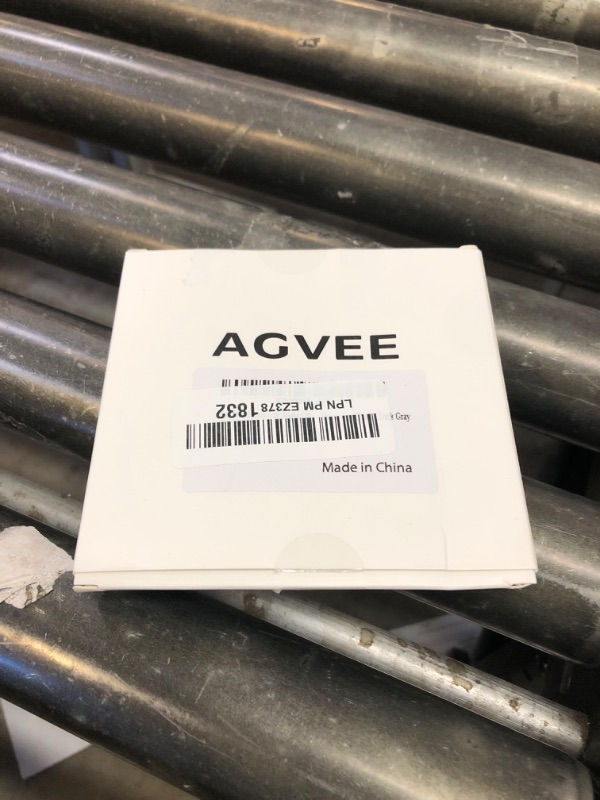 AGVEE
LPN PM EZ378 1832
Gray
Made in China